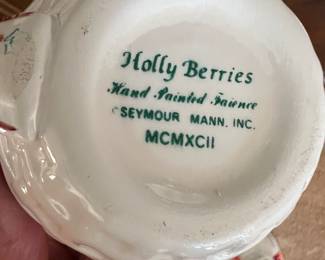 Holly Berries
Hand Painted Faience
©SEYMOUR MANN, INC.
MCMXCII